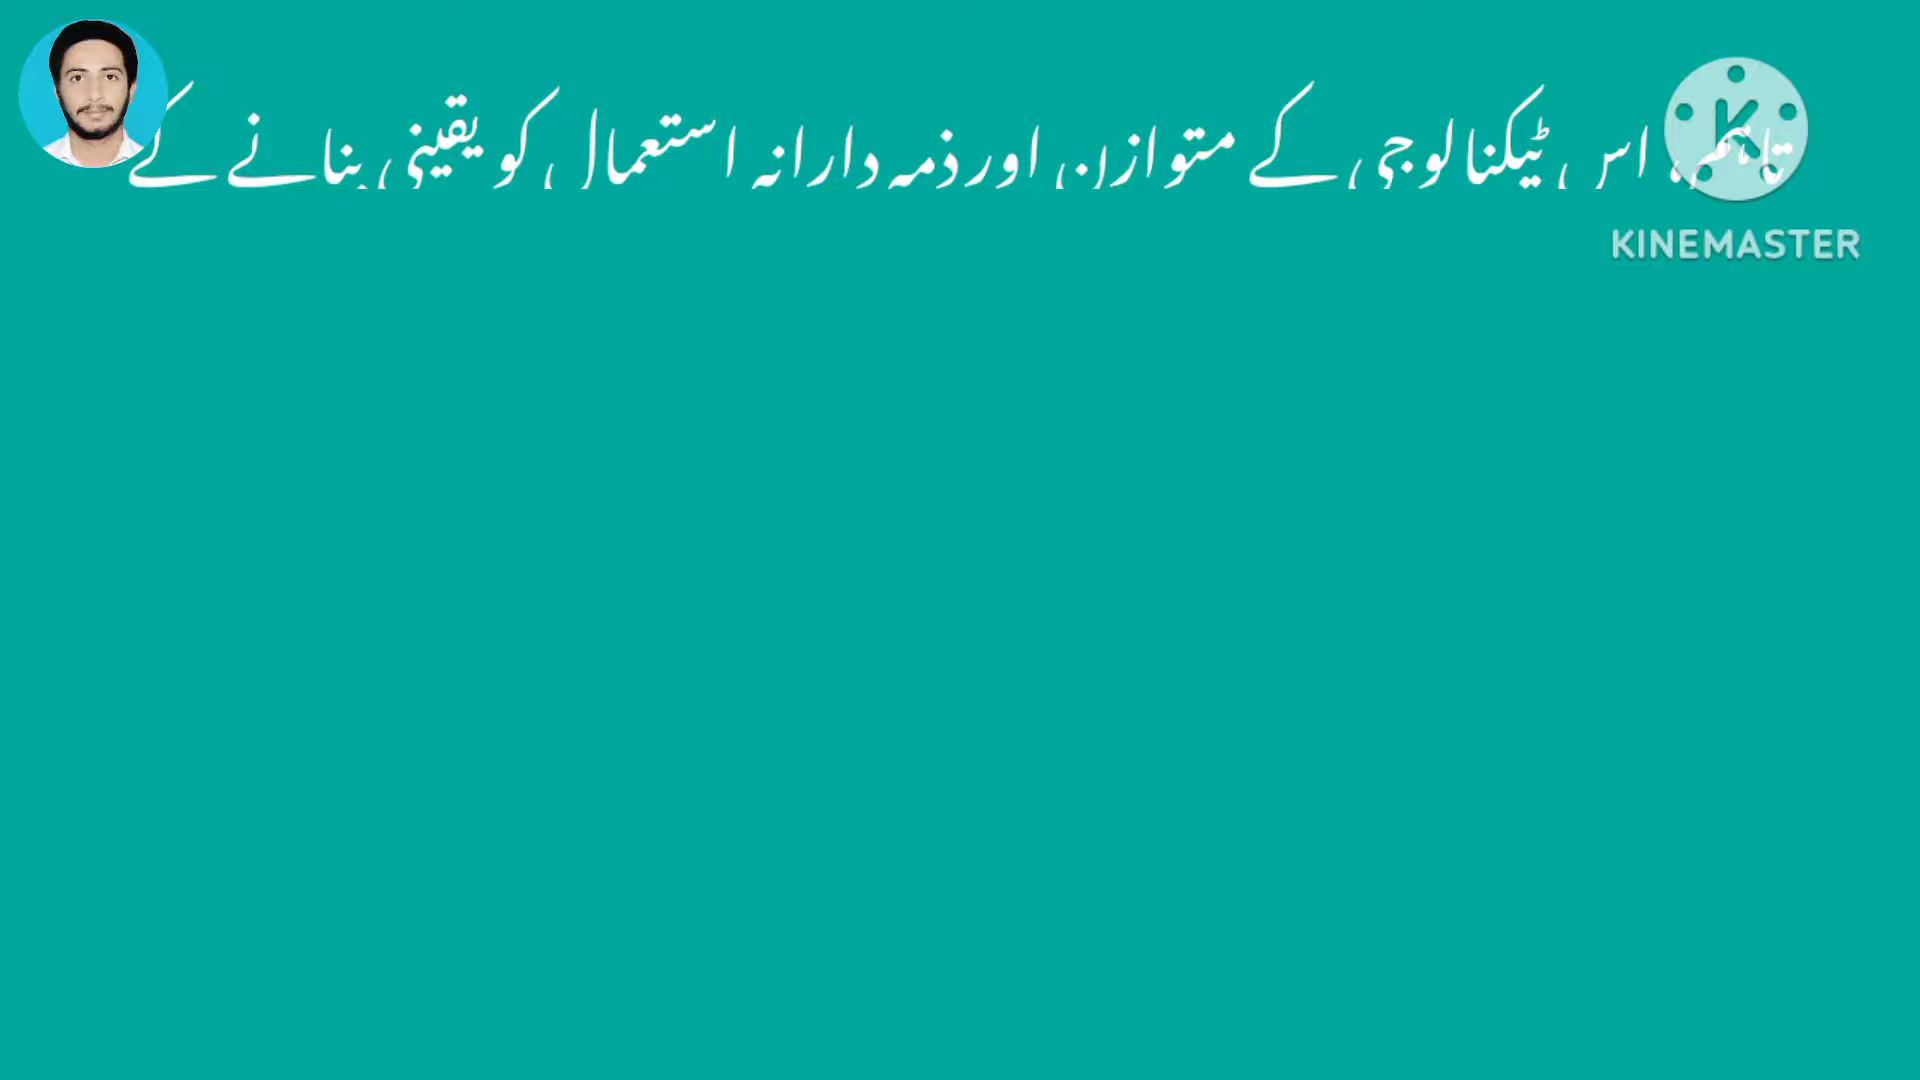 تاہم، اس ٹیکنالوجی کے متوازن اور ذمہ دارانہ استعمال کو یقینی بنانے کے
KINEMASTER